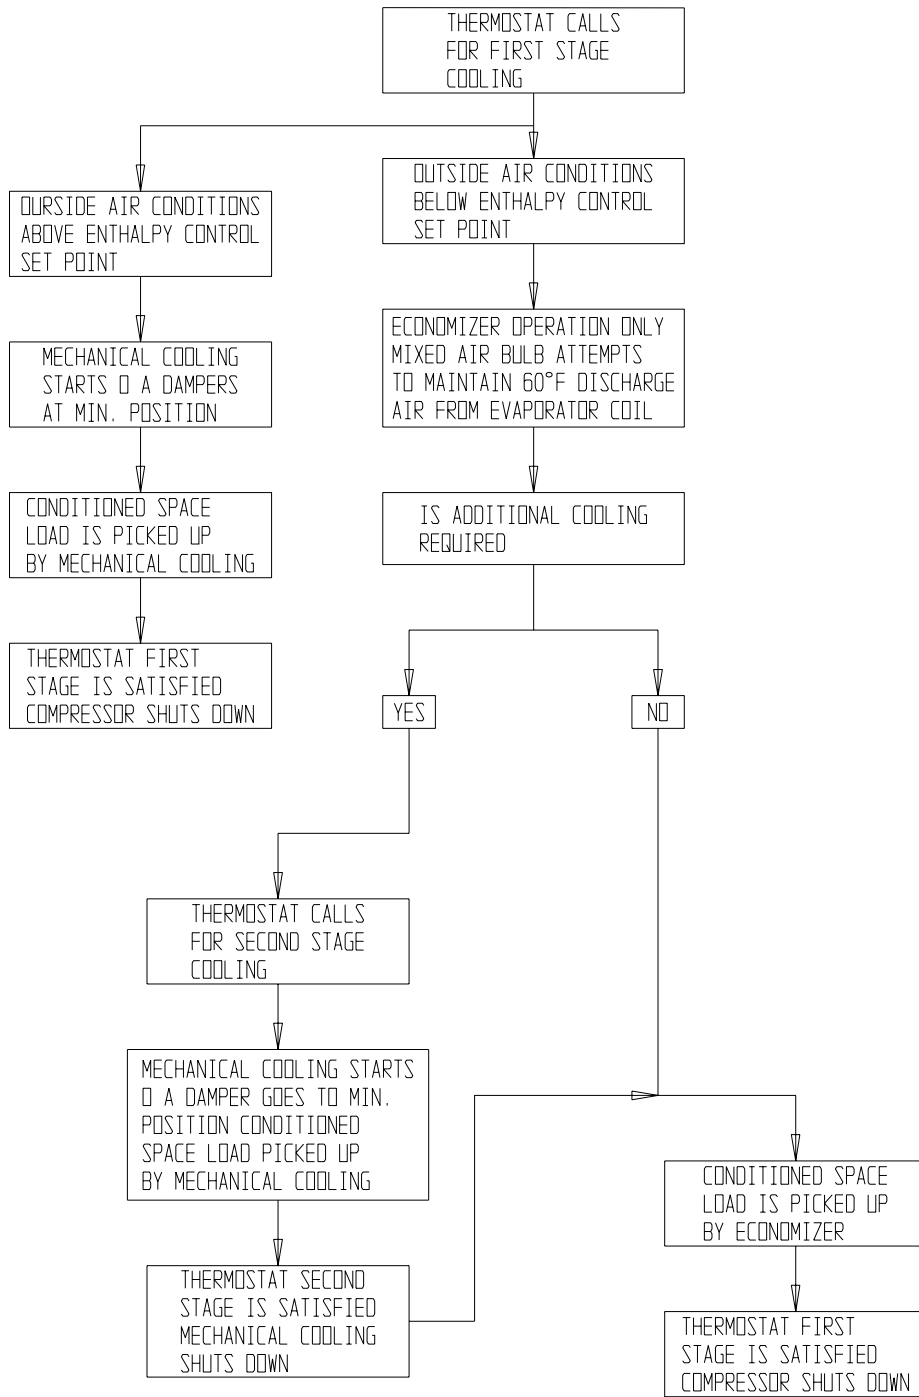 THERMOSTAT CALLS
FOR FIRST STAGE
COOLING
OURSIDE AIR CONDITIONS
ABOVE ENTHALPY CONTROL
SET POINT
MECHANICAL COOLING
STARTS O A DAMPERS
AT MIN. POSITION
CONDITIONED SPACE
LOAD IS PICKED UP
BY MECHANICAL COOLING
THERMOSTAT FIRST
STAGE IS SATISFIED
COMPRESSOR SHUTS DOWN
OUTSIDE AIR CONDITIONS
BELOW ENTHALPY CONTROL
SET POINT
ECONOMIZER OPERATION ONLY
MIXED AIR BULB ATTEMPTS
TO MAINTAIN 60°F DISCHARGE
AIR FROM EVAPORATOR COIL
IS ADDITIONAL COOLING
REQUIRED
YES
NO
THERMOSTAT CALLS
FOR SECOND STAGE
COOLING
MECHANICAL COOLING STARTS
O A DAMPER GOES TO MIN.
POSITION CONDITIONED
SPACE LOAD PICKED UP
BY MECHANICAL COOLING
THERMOSTAT SECOND
STAGE IS SATISFIED
MECHANICAL COOLING
SHUTS DOWN
CONDITIONED SPACE
LOAD IS PICKED UP
BY ECONOMIZER
THERMOSTAT FIRST
STAGE IS SATISFIED
COMPRESSOR SHUTS DOWN